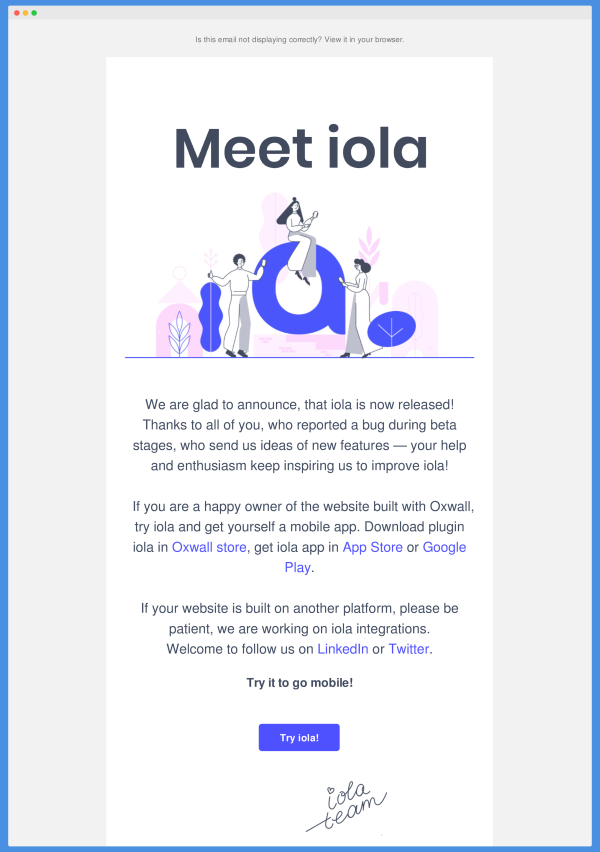 Is this email not displaying correctly? View it in your browser.
Meet iola
We are glad to announce, that iola is now released!
Thanks to all of you, who reported a bug during beta
stages, who send us ideas of new features — your help
and enthusiasm keep inspiring us to improve iola!
If you are a happy owner of the website built with Oxwall,
try iola and get yourself a mobile app. Download plugin
iola in Oxwall store, get iola app in App Store or Google
Play.
If your website is built on another platform, please be
patient, we are working on iola integrations.
Welcome to follow us on LinkedIn or Twitter.
Try it to go mobile!
Try iola!
iola
team